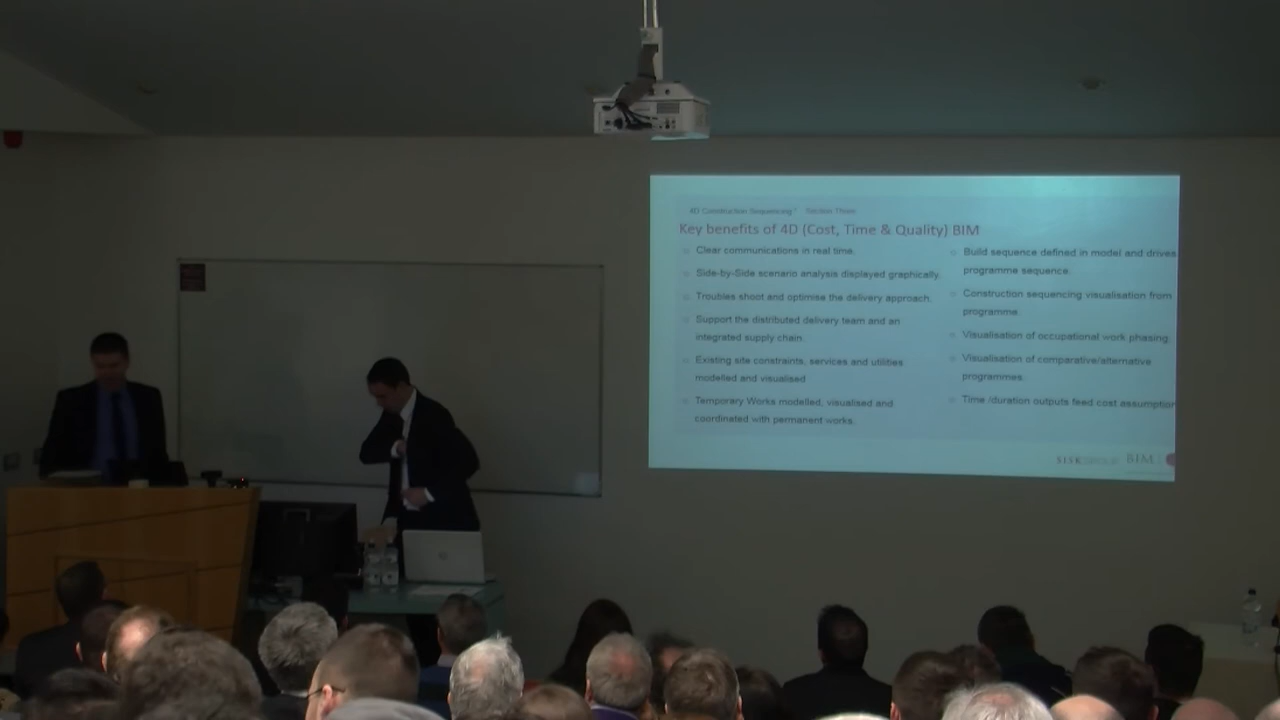 4D Construction Sequencing - Section Three
Key benefits of 4D (Cost, Time & Quality) BIM
Clear communications in real time.
Side-by-Side scenario analysis displayed graphically.
Troubles shoot and optimise the delivery approach.
Support the distributed delivery team and an
integrated supply chain.
Existing site constraints, services and utilities
modelled and visualised
Temporary Works modelled, visualised and
coordinated with permanent works.
Build sequence defined in model and drives
programme sequence.
Construction sequencing visualisation from
programme.
Visualisation of occupational work phasing.
Visualisation of comparative/alternative
programmes.
Time /duration outputs feed cost assumption
SISK BIM